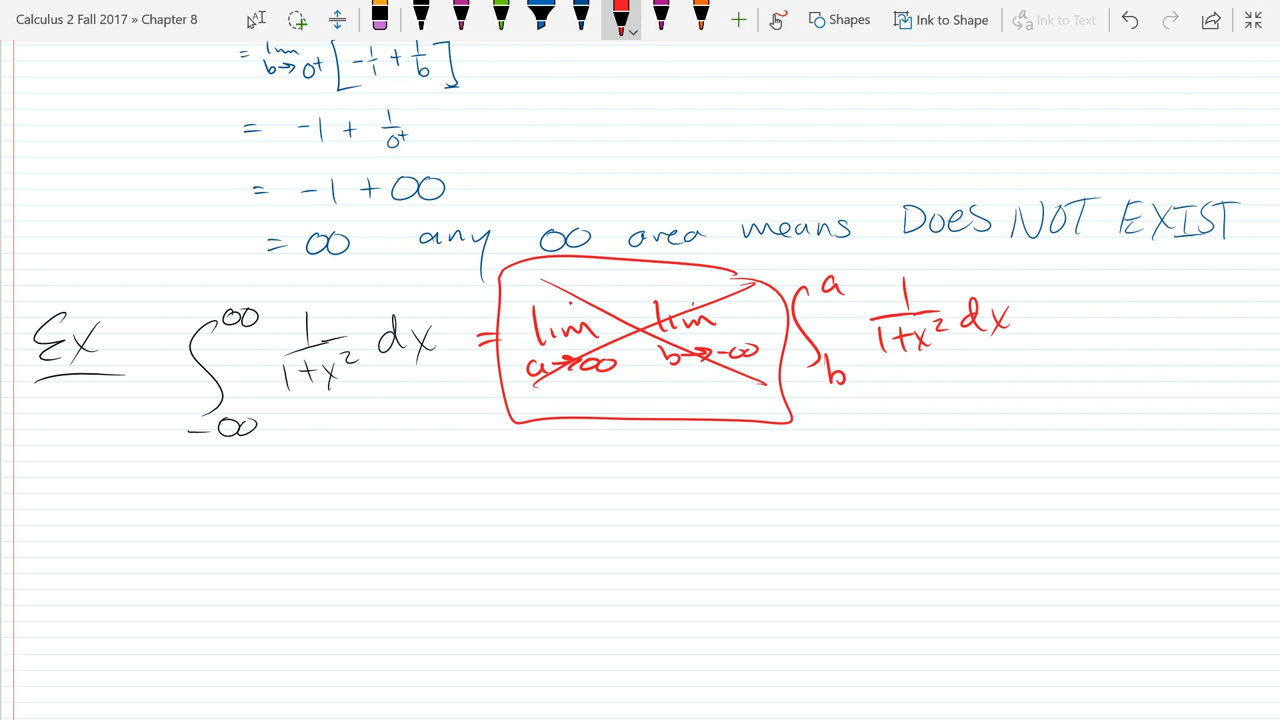 Calculus 2 Fall 2017 » Chapter 8 Shapes Ink to Shape Ink to Text
= lim b→0⁺ [-1/1 + 1/b]
= -1 + 1/0⁺
= -1 + ∞
= ∞ any ∞ area means DOES NOT EXIST
Ex ∫_{-∞}^{∞} 1/(1+x²) dx = lim a→∞ lim b→-∞ ∫_b^a 1/(1+x²) dx